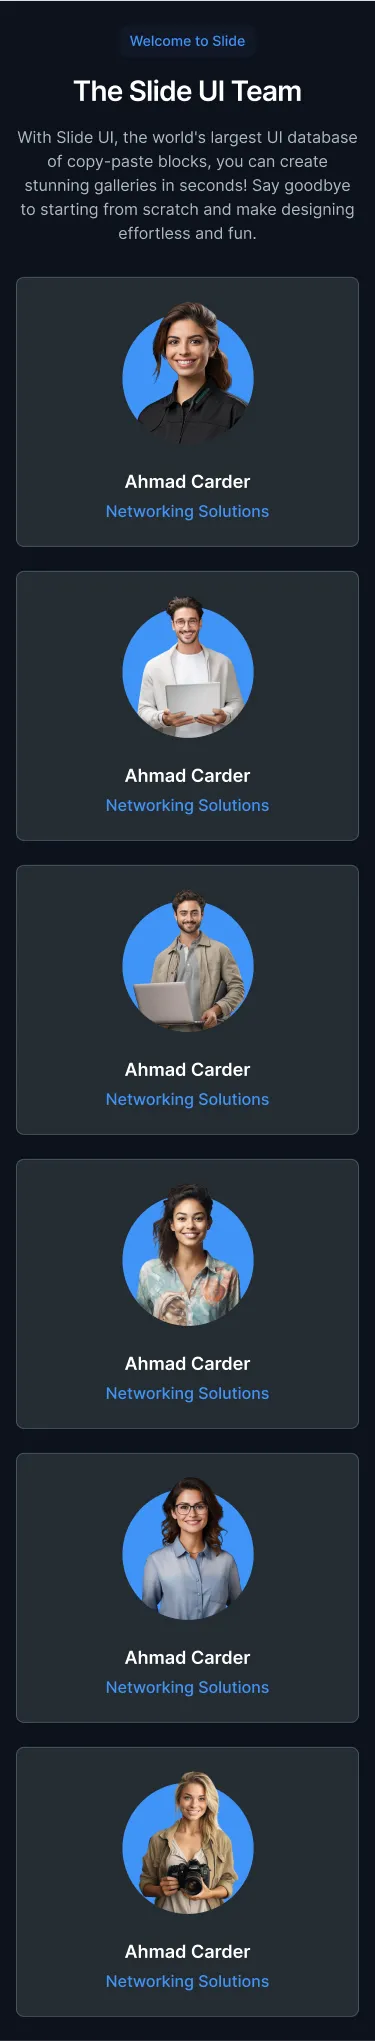 Welcome to Slide
The Slide UI Team
With Slide UI, the world's largest UI database
of copy-paste blocks, you can create
stunning galleries in seconds! Say goodbye
to starting from scratch and make designing
effortless and fun.
Ahmad Carder
Networking Solutions
Ahmad Carder
Networking Solutions
Ahmad Carder
Networking Solutions
Ahmad Carder
Networking Solutions
Ahmad Carder
Networking Solutions
Ahmad Carder
Networking Solutions